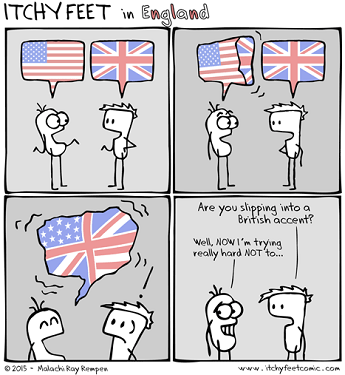 ITCHY FEET in England
Are you slipping into a
British accent?
Well, NOW I'm trying
really hard NOT to...
!
© 2015 - Malachi Ray Rempen
www.itchyfeetcomic.com